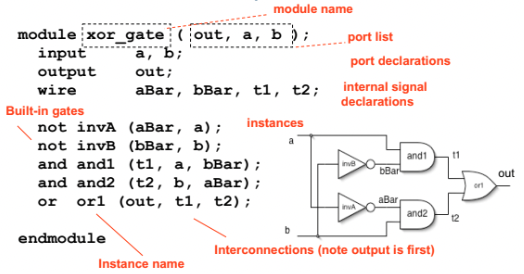 module name
module xor_gate ( out, a, b );
port list
input a, b;
port declarations
output out;
wire aBar, bBar, t1, t2;
internal signal
declarations
Built-in gates
instances
not invA (aBar, a);
not invB (bBar, b);
and and1 (t1, a, bBar);
and and2 (t2, b, aBar);
or or1 (out, t1, t2);
endmodule
Instance name
Interconnections (note output is first)
a
invB
bBar
and1
t1
or1
out
invA
aBar
and2
t2
b